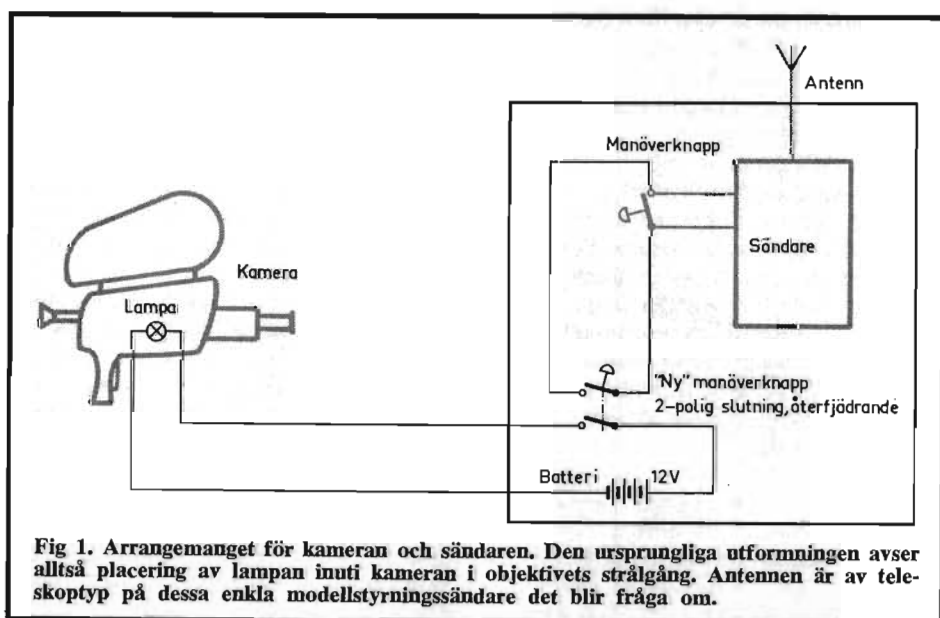 Antenn
Manöverknapp
Sändare
Kamera
Lampa
"Ny" manöverknapp
2-polig slutning, återfjädrande
Batteri 12V
Fig 1. Arrangemanget för kameran och sändaren. Den ursprungliga utformningen avser
alltså placering av lampan inuti kameran i objektivets strålgång. Antennen är av tele-
skoptyp på dessa enkla modellstyrningssändare det blir fråga om.